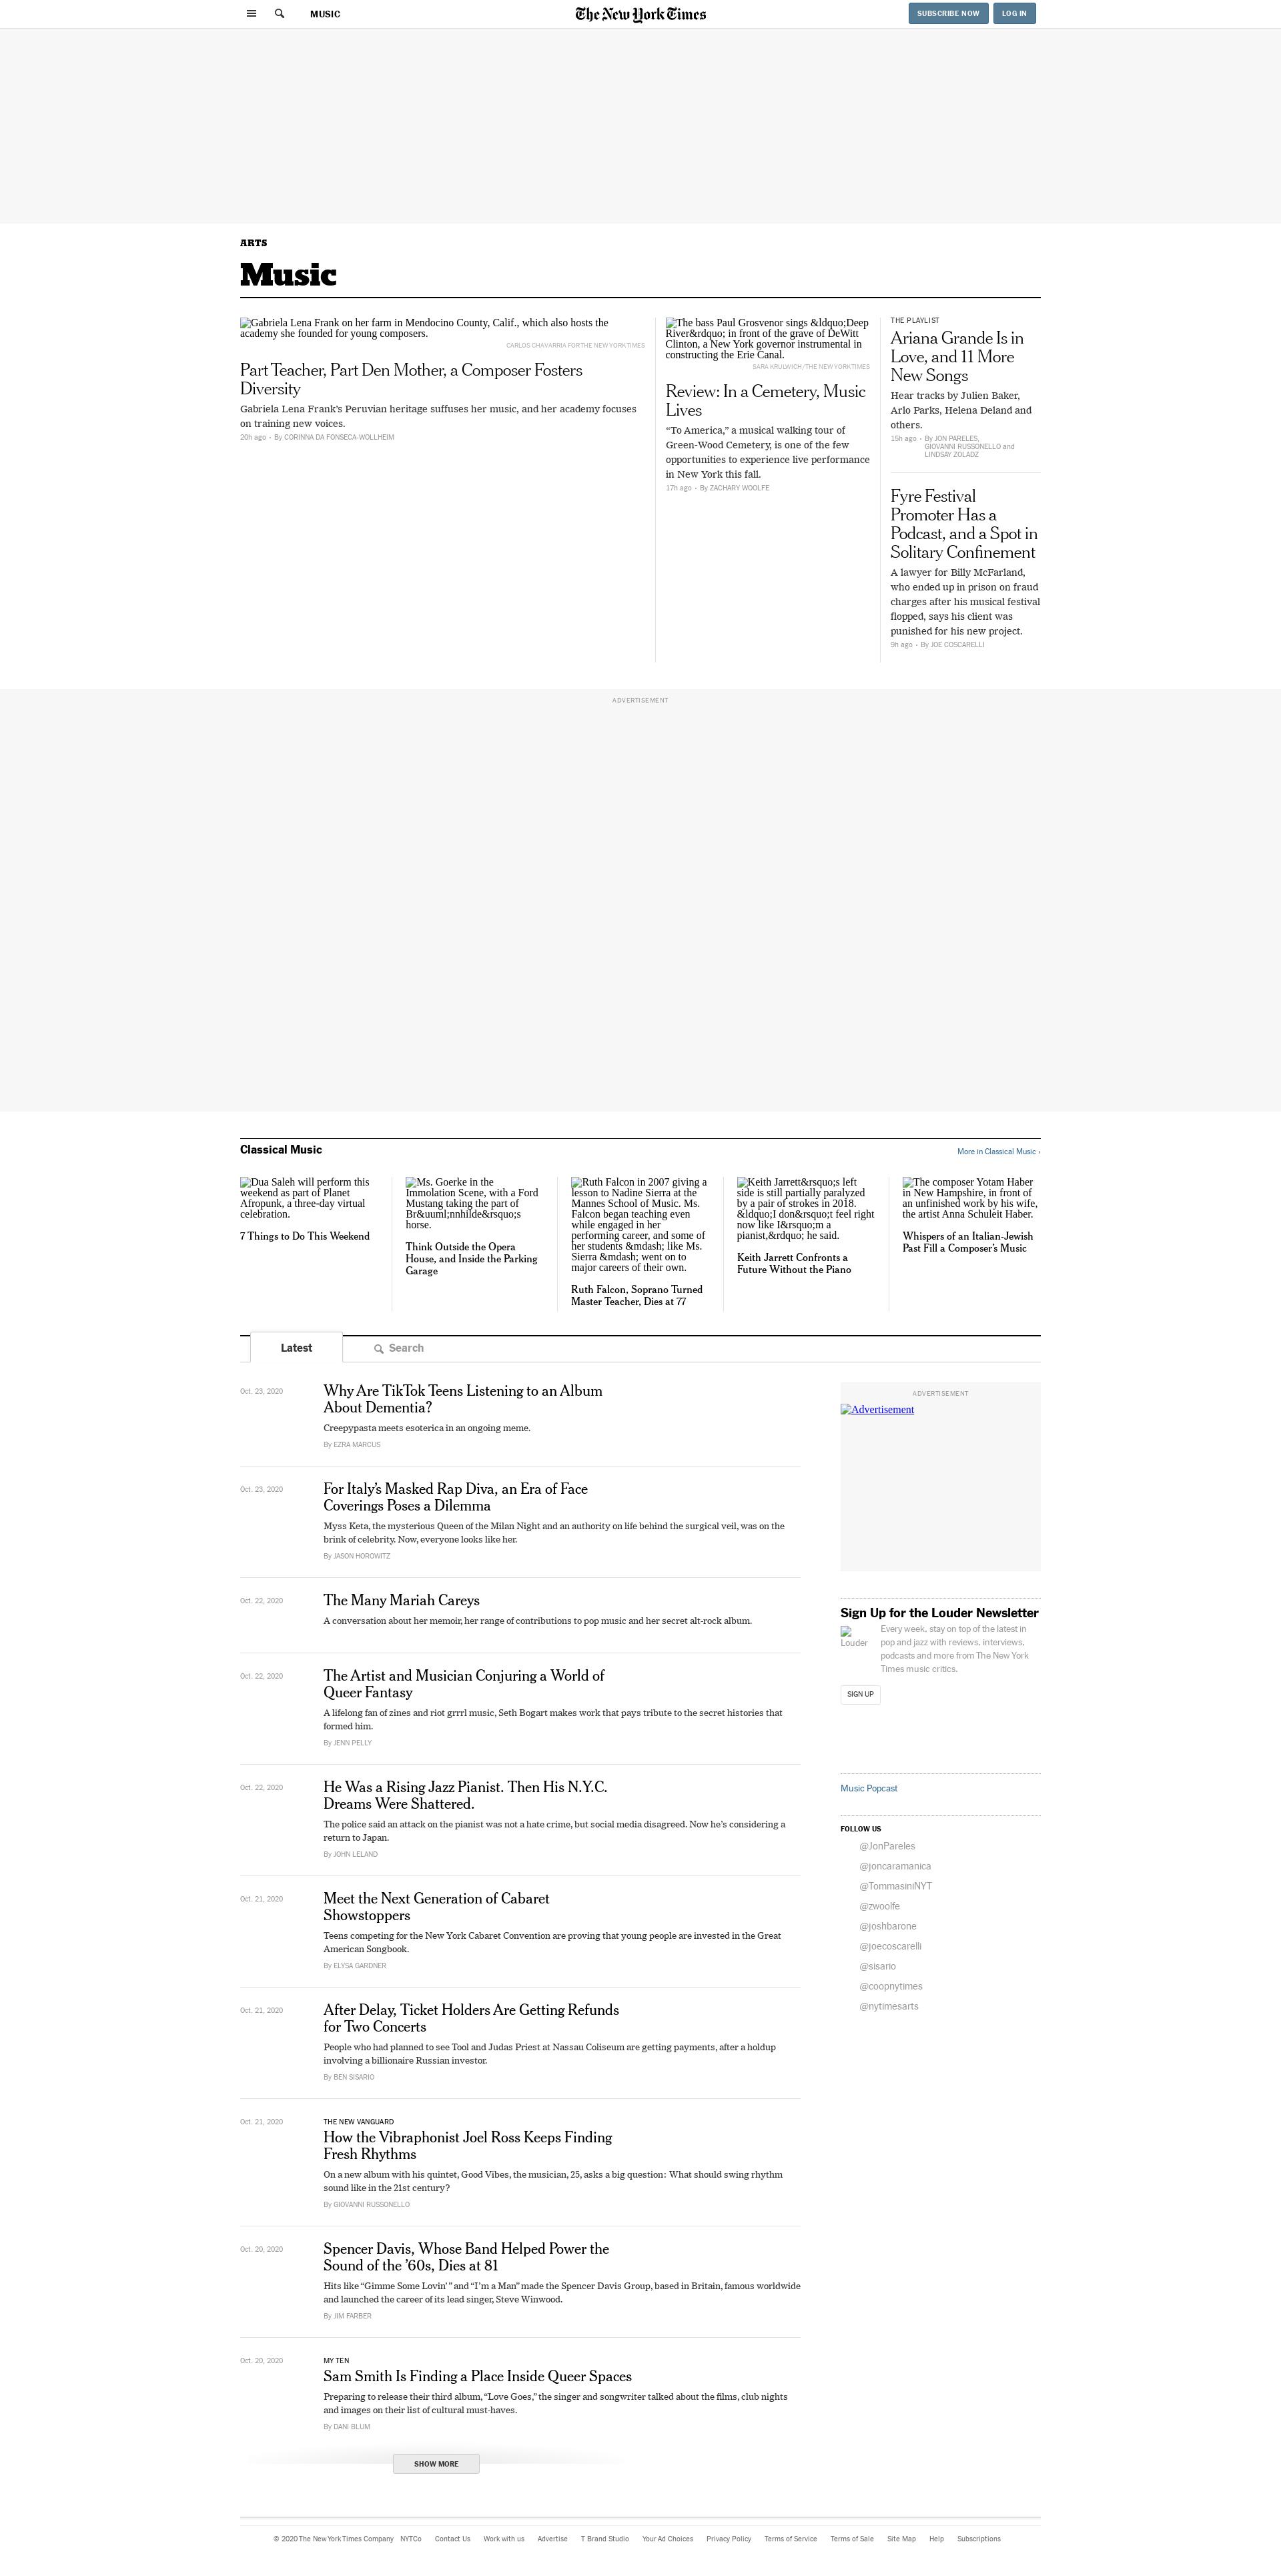 MUSIC
The New York Times
SUBSCRIBE NOW
LOG IN
ARTS
Music
Gabriela Lena Frank on her farm in Mendocino County, Calif., which also hosts the
academy she founded for young composers.
CARLOS CHAVARRIA FOR THE NEW YORK TIMES
Part Teacher, Part Den Mother, a Composer Fosters
Diversity
Gabriela Lena Frank’s Peruvian heritage suffuses her music, and her academy focuses
on training new voices.
20h ago • By CORINNA DA FONSECA-WOLLHEIM
The bass Paul Grosvenor sings &ldquo;Deep
River&rdquo; in front of the grave of DeWitt
Clinton, a New York governor instrumental in
constructing the Erie Canal.
SARA KRULWICH/THE NEW YORK TIMES
Review: In a Cemetery, Music
Lives
“To America,” a musical walking tour of
Green-Wood Cemetery, is one of the few
opportunities to experience live performance
in New York this fall.
17h ago • By ZACHARY WOOLFE
THE PLAYLIST
Ariana Grande Is in
Love, and 11 More
New Songs
Hear tracks by Julien Baker,
Arlo Parks, Helena Deland and
others.
15h ago • By JON PARELES,
GIOVANNI RUSSONELLO and
LINDSAY ZOLADZ
Fyre Festival
Promoter Has a
Podcast, and a Spot in
Solitary Confinement
A lawyer for Billy McFarland,
who ended up in prison on fraud
charges after his musical festival
flopped, says his client was
punished for his new project.
9h ago • By JOE COSCARELLI
ADVERTISEMENT
Classical Music
More in Classical Music ›
Dua Saleh will perform this
weekend as part of Planet
Afropunk, a three-day virtual
celebration.
7 Things to Do This Weekend
Ms. Goerke in the
Immolation Scene, with a Ford
Mustang taking the part of
Br&uuml;nnhilde&rsquo;s
horse.
Think Outside the Opera
House, and Inside the Parking
Garage
Ruth Falcon in 2007 giving a
lesson to Nadine Sierra at the
Mannes School of Music. Ms.
Falcon began teaching even
while engaged in her
performing career, and some of
her students &mdash; like Ms.
Sierra &mdash; went on to
major careers of their own.
Ruth Falcon, Soprano Turned
Master Teacher, Dies at 77
Keith Jarrett&rsquo;s left
side is still partially paralyzed
by a pair of strokes in 2018.
&ldquo;I don&rsquo;t feel right
now like I&rsquo;m a
pianist,&rdquo; he said.
Keith Jarrett Confronts a
Future Without the Piano
The composer Yotam Haber
in New Hampshire, in front of
an unfinished work by his wife,
the artist Anna Schuleit Haber.
Whispers of an Italian-Jewish
Past Fill a Composer’s Music
Latest
Search
Oct. 23, 2020
Why Are TikTok Teens Listening to an Album
About Dementia?
Creepypasta meets esoterica in an ongoing meme.
By EZRA MARCUS
Oct. 23, 2020
For Italy’s Masked Rap Diva, an Era of Face
Coverings Poses a Dilemma
Myss Keta, the mysterious Queen of the Milan Night and an authority on life behind the surgical veil, was on the
brink of celebrity. Now, everyone looks like her.
By JASON HOROWITZ
Oct. 22, 2020
The Many Mariah Careys
A conversation about her memoir, her range of contributions to pop music and her secret alt-rock album.
Oct. 22, 2020
The Artist and Musician Conjuring a World of
Queer Fantasy
A lifelong fan of zines and riot grrrl music, Seth Bogart makes work that pays tribute to the secret histories that
formed him.
By JENN PELLY
Oct. 22, 2020
He Was a Rising Jazz Pianist. Then His N.Y.C.
Dreams Were Shattered.
The police said an attack on the pianist was not a hate crime, but social media disagreed. Now he’s considering a
return to Japan.
By JOHN LELAND
Oct. 21, 2020
Meet the Next Generation of Cabaret
Showstoppers
Teens competing for the New York Cabaret Convention are proving that young people are invested in the Great
American Songbook.
By ELYSA GARDNER
Oct. 21, 2020
After Delay, Ticket Holders Are Getting Refunds
for Two Concerts
People who had planned to see Tool and Judas Priest at Nassau Coliseum are getting payments, after a holdup
involving a billionaire Russian investor.
By BEN SISARIO
Oct. 21, 2020
THE NEW VANGUARD
How the Vibraphonist Joel Ross Keeps Finding
Fresh Rhythms
On a new album with his quintet, Good Vibes, the musician, 25, asks a big question: What should swing rhythm
sound like in the 21st century?
By GIOVANNI RUSSONELLO
Oct. 20, 2020
Spencer Davis, Whose Band Helped Power the
Sound of the ’60s, Dies at 81
Hits like “Gimme Some Lovin’ ” and “I’m a Man” made the Spencer Davis Group, based in Britain, famous worldwide
and launched the career of its lead singer, Steve Winwood.
By JIM FARBER
Oct. 20, 2020
MY TEN
Sam Smith Is Finding a Place Inside Queer Spaces
Preparing to release their third album, “Love Goes,” the singer and songwriter talked about the films, club nights
and images on their list of cultural must-haves.
By DANI BLUM
SHOW MORE
ADVERTISEMENT
Advertisement
Sign Up for the Louder Newsletter
Louder
Every week, stay on top of the latest in
pop and jazz with reviews, interviews,
podcasts and more from The New York
Times music critics.
SIGN UP
Music Popcast
FOLLOW US
@JonPareles
@joncaramanica
@TommasiniNYT
@zwoolfe
@joshbarone
@joecoscarelli
@sisario
@coopnytimes
@nytimesarts
© 2020 The New York Times Company NYTCo Contact Us Work with us Advertise T Brand Studio Your Ad Choices Privacy Policy Terms of Service Terms of Sale Site Map Help Subscriptions